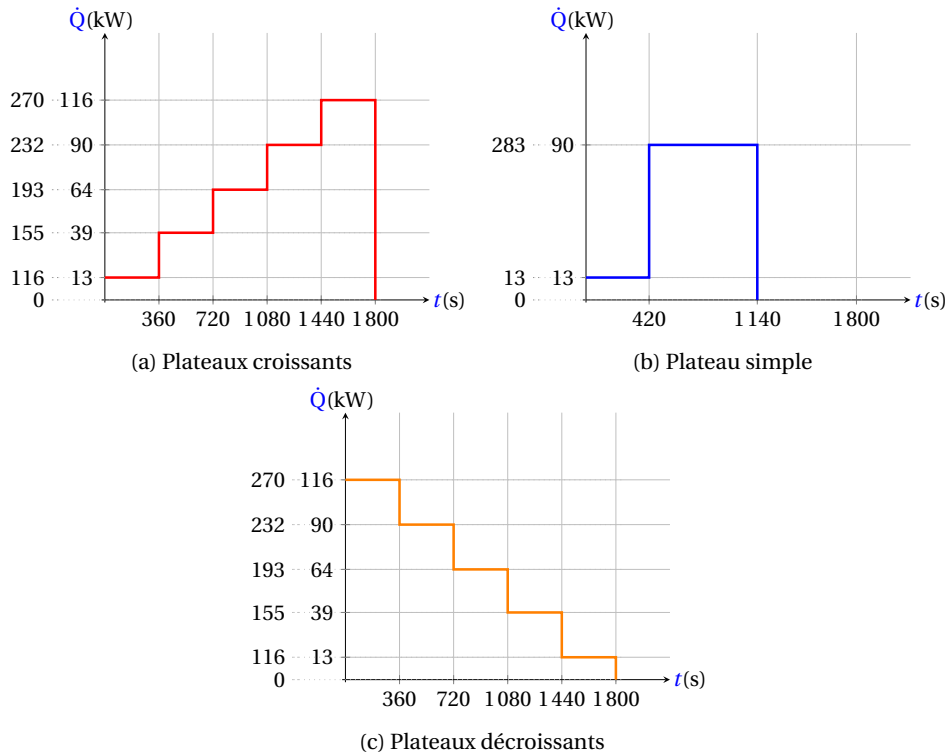 Q̇(kW) Q̇(kW)
270 116
232 90 283 90
193 64
155 39
116 13 13 13
0 0
t(s) t(s)
360 720 1 080 1 440 1 800 420 1 140 1 800
(a) Plateaux croissants (b) Plateau simple
Q̇(kW)
270 116
232 90
193 64
155 39
116 13
0
t(s)
360 720 1 080 1 440 1 800
(c) Plateaux décroissants